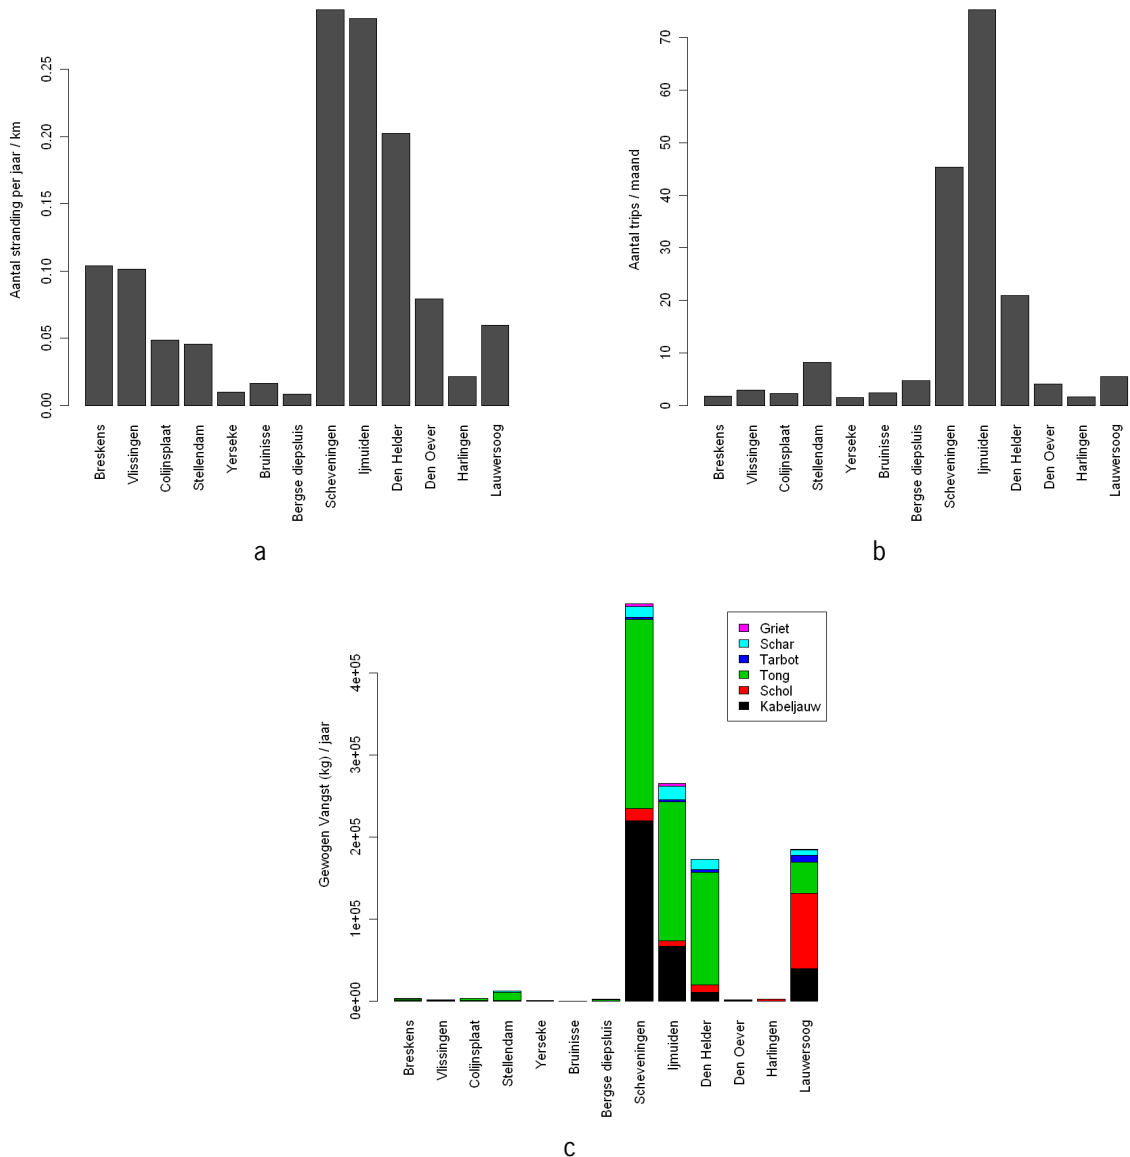 Aantal stranding per jaar / km
0.25
0.20
0.15
0.10
0.05
0.00
Breskens
Vlissingen
Colijnsplaat
Stellendam
Yerseke
Bruinisse
Bergse diepsluis
Scheveningen
Ijmuiden
Den Helder
Den Oever
Harlingen
Lauwersoog
a
Aantal trips / maand
70
60
50
40
30
20
10
0
Breskens
Vlissingen
Colijnsplaat
Stellendam
Yerseke
Bruinisse
Bergse diepsluis
Scheveningen
Ijmuiden
Den Helder
Den Oever
Harlingen
Lauwersoog
b
Gewogen Vangst (kg) / jaar
4e+05
3e+05
2e+05
1e+05
0e+00
Griet
Schar
Tarbot
Tong
Schol
Kabeljauw
Breskens
Vlissingen
Colijnsplaat
Stellendam
Yerseke
Bruinisse
Bergse diepsluis
Scheveningen
Ijmuiden
Den Helder
Den Oever
Harlingen
Lauwersoog
c